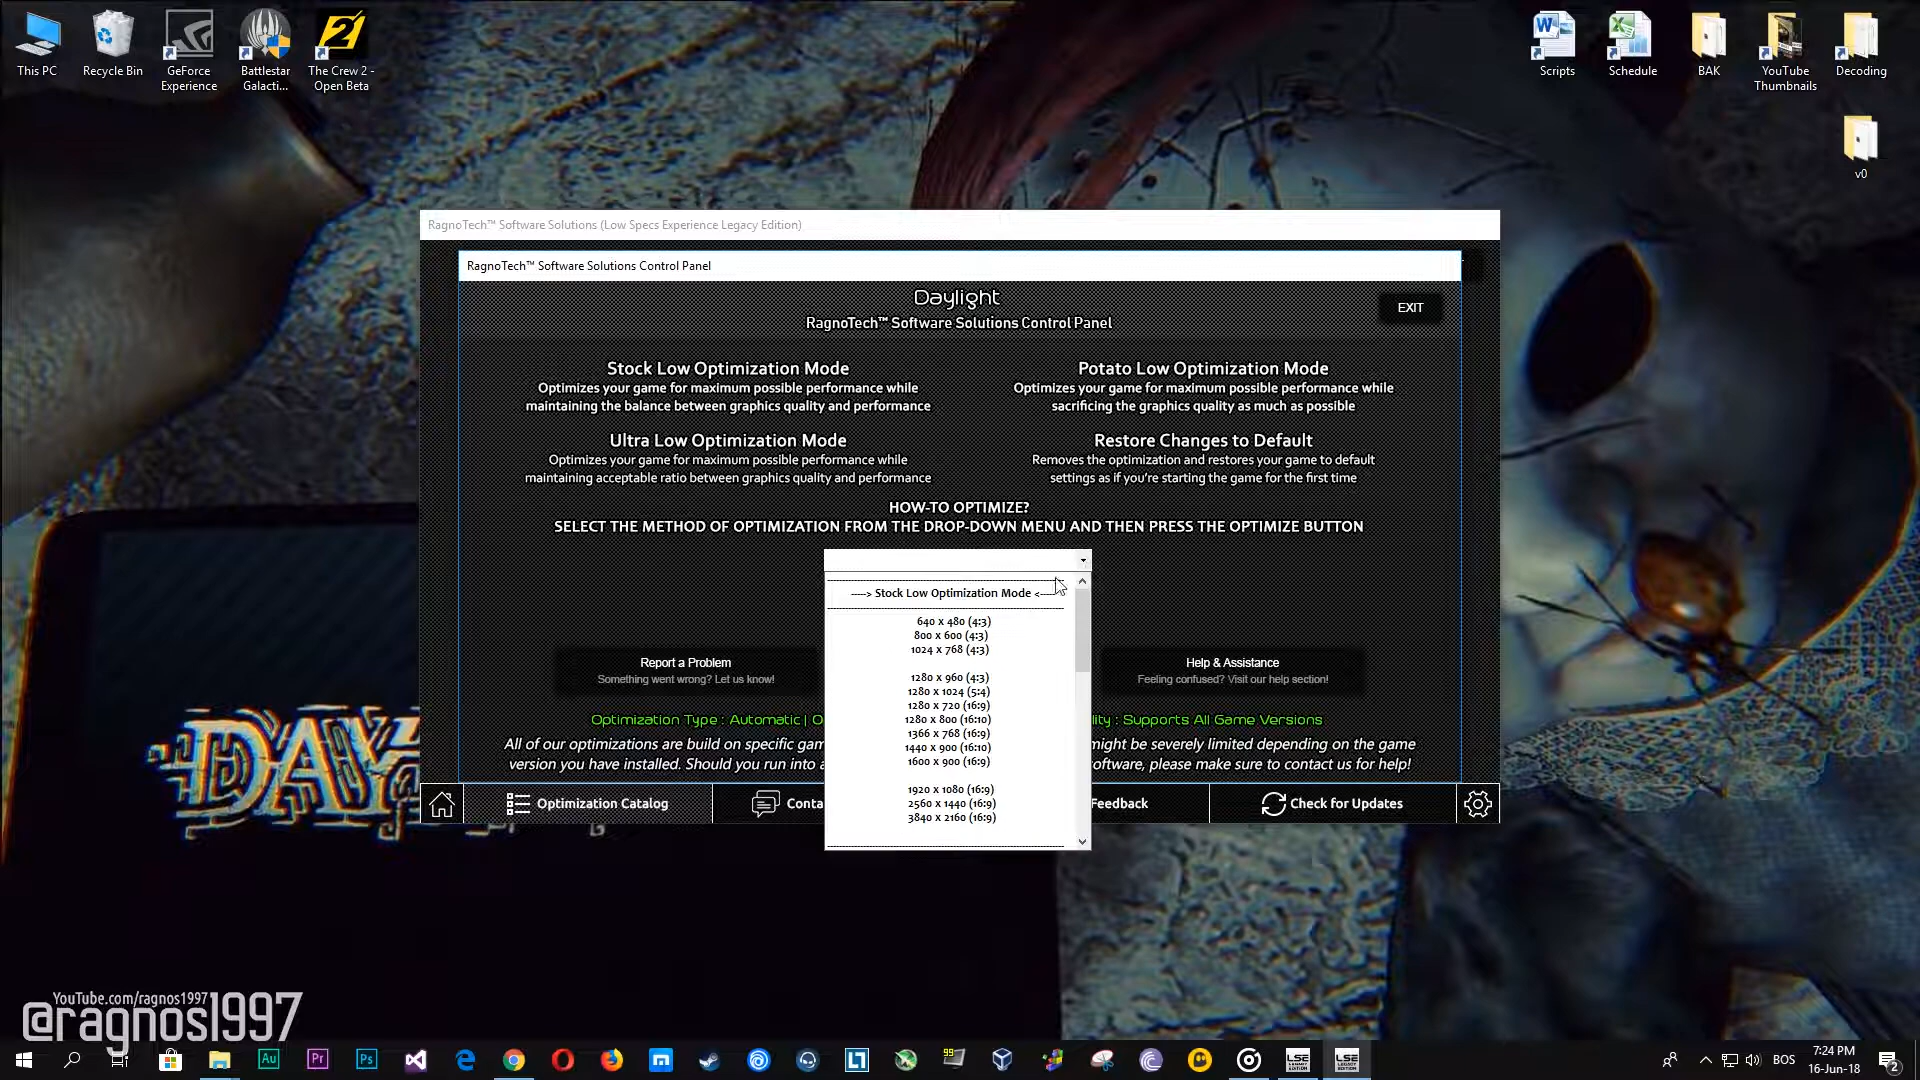 This PC
Recycle Bin
GeForce
Experience
Battlestar
Galacti...
The Crew 2 -
Open Beta
Scripts
Schedule
BAK
YouTube
Thumbnails
Decoding
v0
RagnoTech™ Software Solutions (Low Specs Experience Legacy Edition)
RagnoTech™ Software Solutions Control Panel
Daylight
RagnoTech™ Software Solutions Control Panel
EXIT
Stock Low Optimization Mode
Optimizes your game for maximum possible performance while
maintaining the balance between graphics quality and performance
Potato Low Optimization Mode
Optimizes your game for maximum possible performance while
sacrificing the graphics quality as much as possible
Ultra Low Optimization Mode
Optimizes your game for maximum possible performance while
maintaining acceptable ratio between graphics quality and performance
Restore Changes to Default
Removes the optimization and restores your game to default
settings as if you're starting the game for the first time
HOW-TO OPTIMIZE?
SELECT THE METHOD OF OPTIMIZATION FROM THE DROP-DOWN MENU AND THEN PRESS THE OPTIMIZE BUTTON
-----> Stock Low Optimization Mode <-----
640 x 480 (4:3)
800 x 600 (4:3)
1024 x 768 (4:3)
1280 x 960 (4:3)
1280 x 1024 (5:4)
1280 x 720 (16:9)
1280 x 800 (16:10)
1366 x 768 (16:9)
1440 x 900 (16:10)
1600 x 900 (16:9)
1920 x 1080 (16:9)
2560 x 1440 (16:9)
3840 x 2160 (16:9)
Report a Problem
Something went wrong? Let us know!
Help & Assistance
Feeling confused? Visit our help section!
Optimization Type : Automatic | O
lity : Supports All Game Versions
All of our optimizations are build on specific gam
might be severely limited depending on the game
version you have installed. Should you run into a
software, please make sure to contact us for help!
Optimization Catalog
Conta
Feedback
Check for Updates
DAY
YouTube.com/ragnos1997
@ragnos1997
Au
Pr
Ps
99
LSE
LEGACY
EDITION
LSE
LEGACY
EDITION
BOS
7:24 PM
16-Jun-18
2